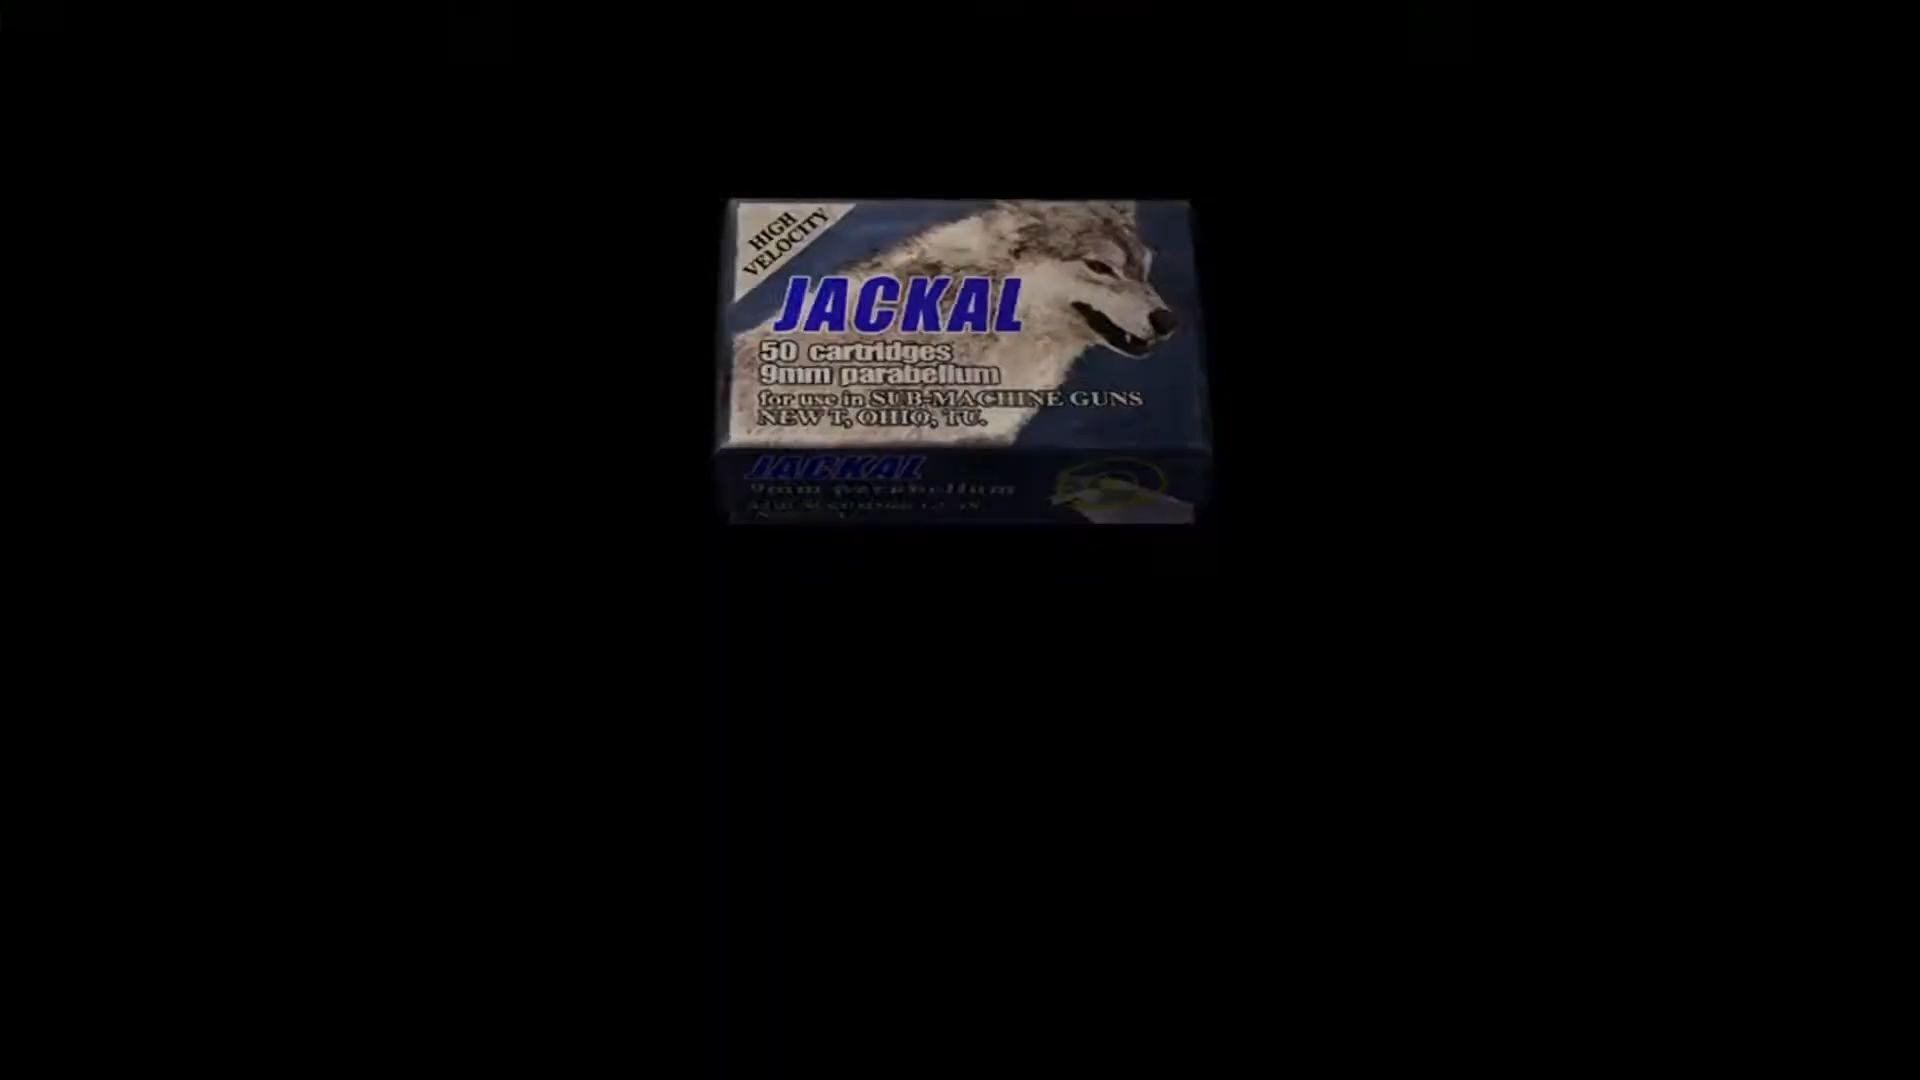 HIGH
VELOCITY
JACKAL
50 cartridges
9mm parabellum
for use in SUB-MACHINE GUNS
NEW T, OHIO, TU.
JACKAL
9mm parabellum